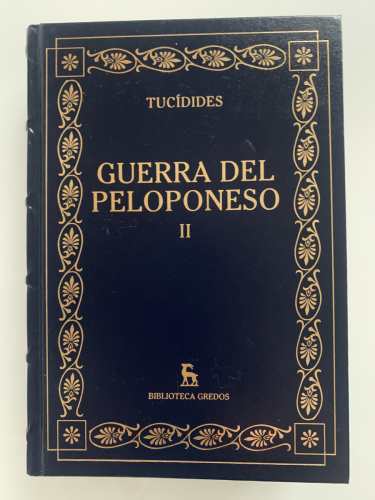 TUCÍDIDES
GUERRA DEL
PELOPONESO
II
BIBLIOTECA GREDOS